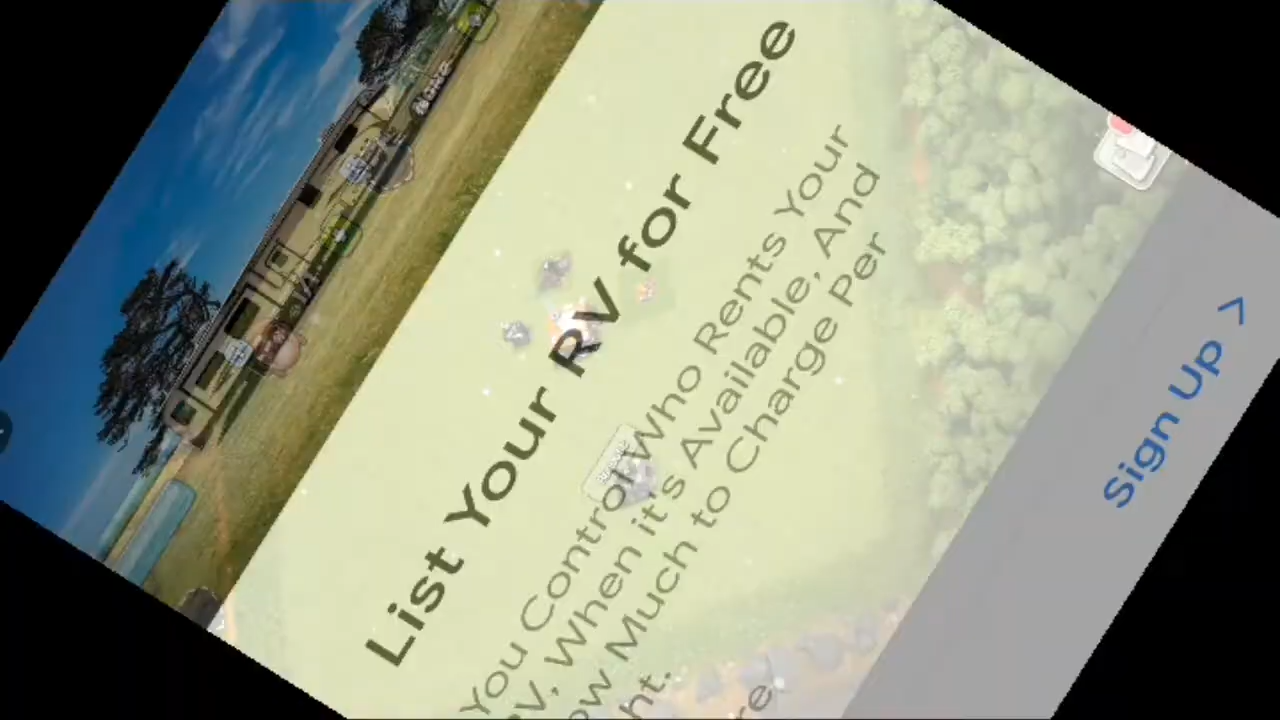 List Your RV for Free
You Control Who Rents Your
V, When it's Available, And
ow Much to Charge Per
ht.
re
Sign Up >